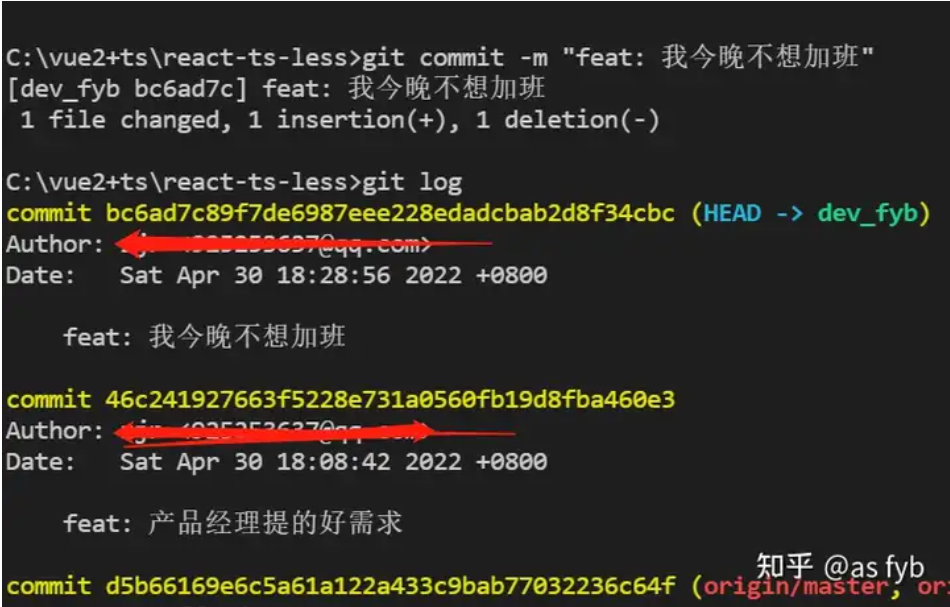 C:\vue2+ts\react-ts-less>git commit -m "feat: 我今晚不想加班"
[dev_fyb bc6ad7c] feat: 我今晚不想加班
1 file changed, 1 insertion(+), 1 deletion(-)
C:\vue2+ts\react-ts-less>git log
commit bc6ad7c89f7de6987eee228edadcbab2d8f34cbc (HEAD -> dev_fyb)
Author:
Date: Sat Apr 30 18:28:56 2022 +0800
feat: 我今晚不想加班
commit 46c241927663f5228e731a0560fb19d8fba460e3
Author:
Date: Sat Apr 30 18:08:42 2022 +0800
feat: 产品经理提的好需求
知乎 @as fyb
commit d5b66169e6c5a61a122a433c9bab77032236c64f (origin/master, or